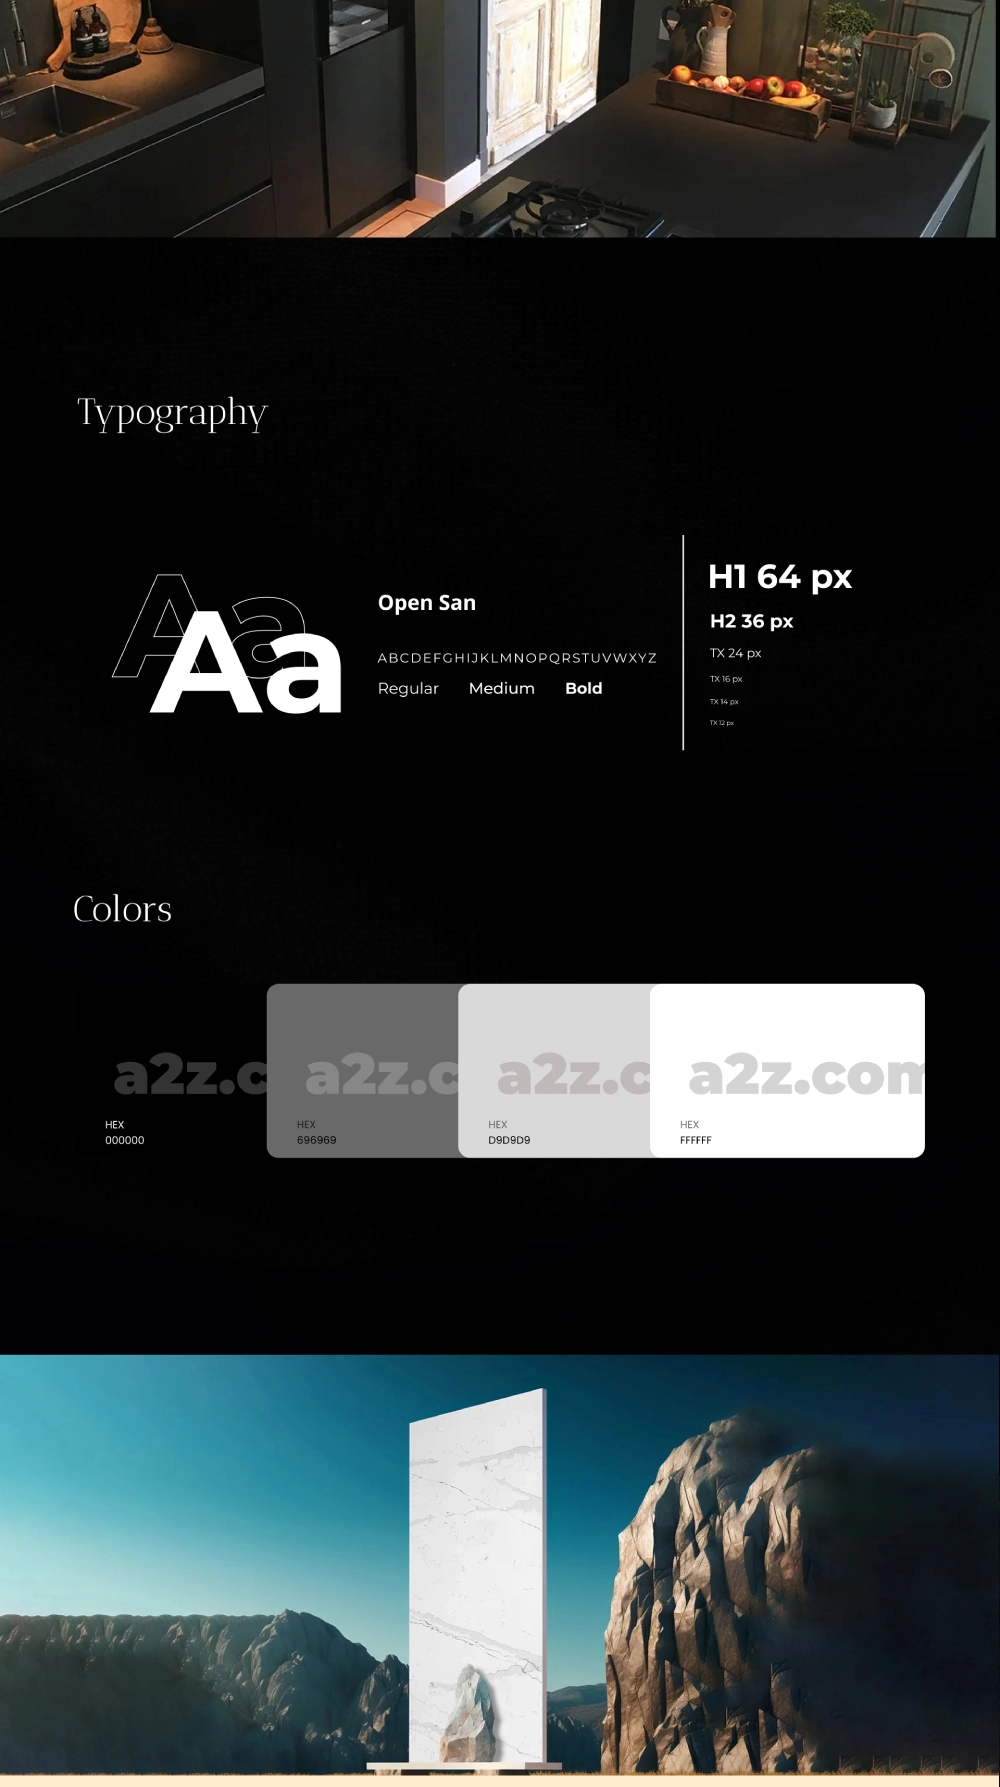 Typography
Aa
Aa
Open San
ABCDEFGHIJKLMNOPQRSTUVWXYZ
Regular Medium Bold
H1 64 px
H2 36 px
TX 24 px
TX 16 px
TX 14 px
TX 12 px
Colors
a2z.c a2z.c a2z.c a2z.com
HEX HEX HEX HEX
000000 696969 D9D9D9 FFFFFF